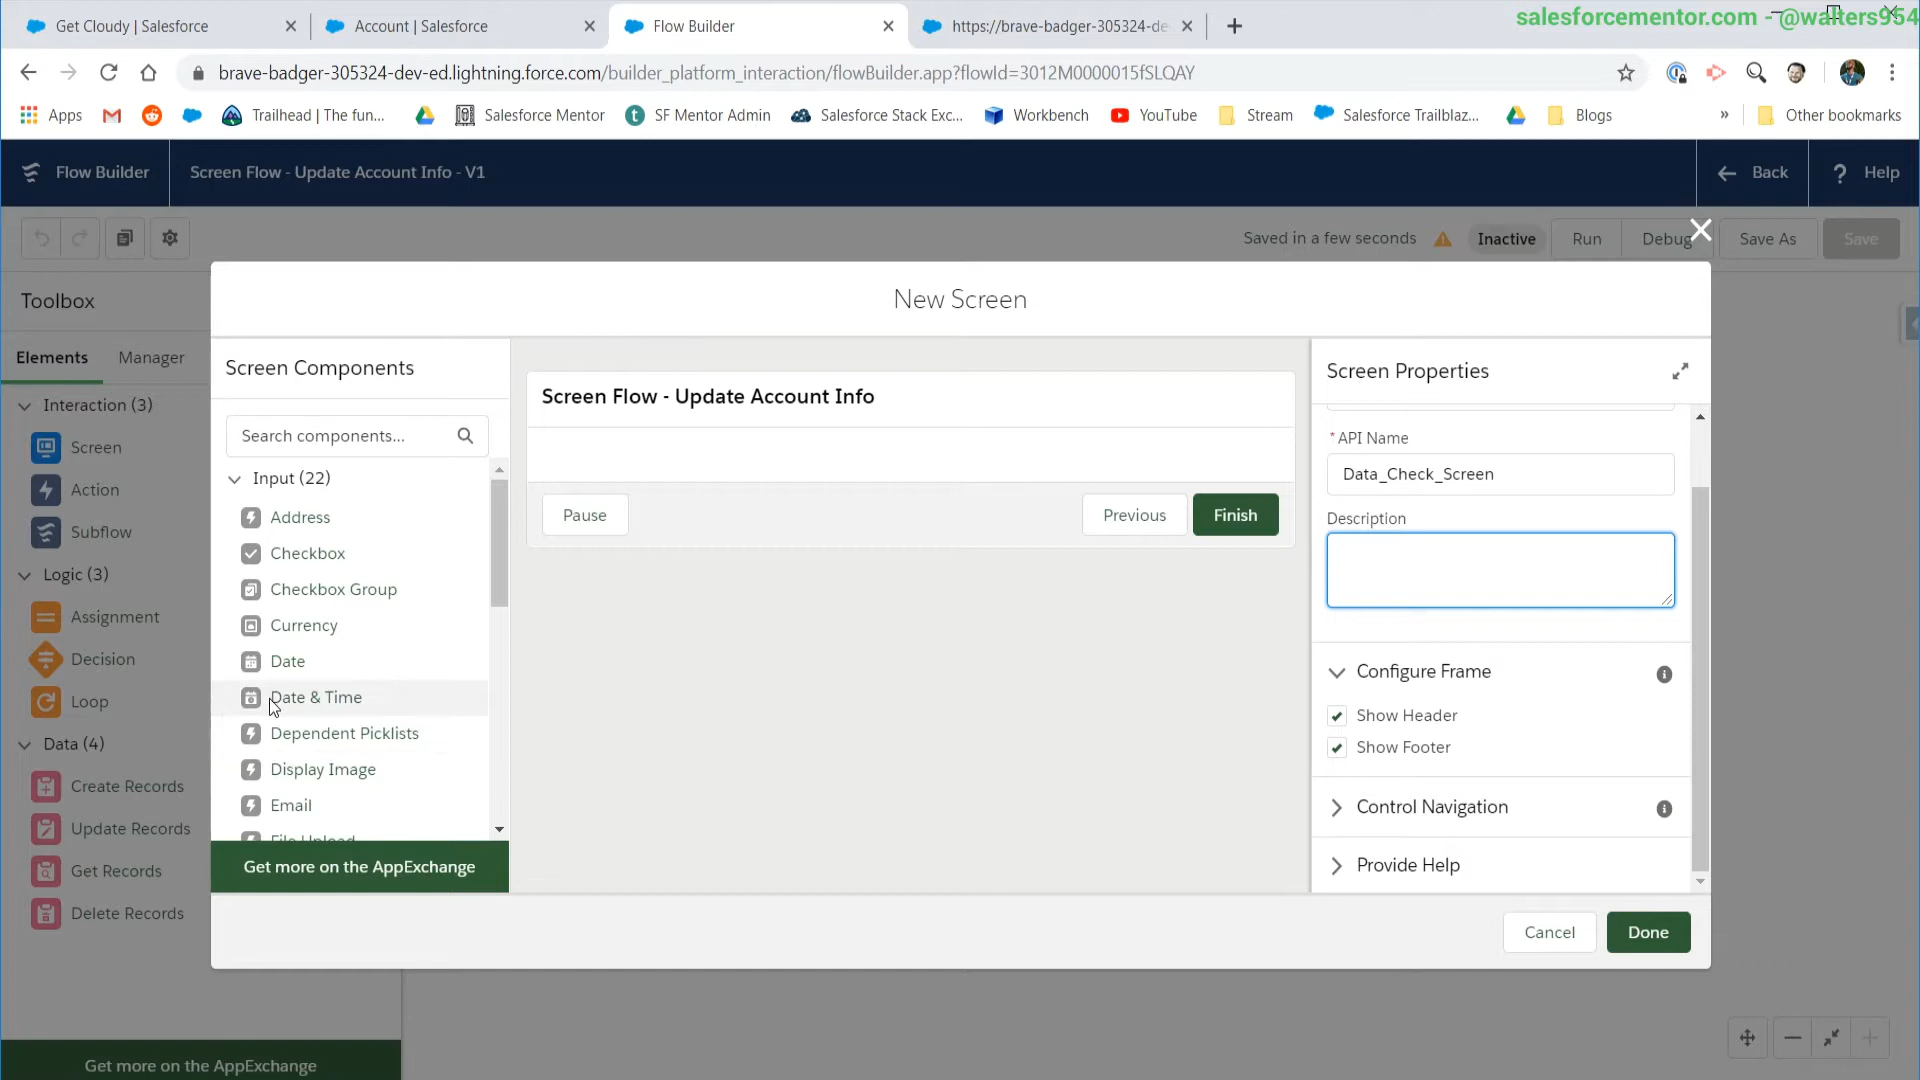 salesforcementor.com - @walters954
Get Cloudy | Salesforce
Account | Salesforce
Flow Builder
https://brave-badger-305324-de
brave-badger-305324-dev-ed.lightning.force.com/builder_platform_interaction/flowBuilder.app?flowId=3012M0000015fSLQAY
Apps
Trailhead | The fun...
Salesforce Mentor
SF Mentor Admin
Salesforce Stack Exc...
Workbench
YouTube
Stream
Salesforce Trailblaz...
Blogs
»
Other bookmarks
Flow Builder
Screen Flow - Update Account Info - V1
Back
? Help
Saved in a few seconds
Inactive
Run
Debug
Save As
Save
Toolbox
Elements
Manager
Interaction (3)
Screen
Action
Subflow
Logic (3)
Assignment
Decision
Loop
Data (4)
Create Records
Update Records
Get Records
Delete Records
Get more on the AppExchange
New Screen
Screen Components
Search components...
Input (22)
Address
Checkbox
Checkbox Group
Currency
Date
Date & Time
Dependent Picklists
Display Image
Email
File Upload
Get more on the AppExchange
Screen Flow - Update Account Info
Pause
Previous
Finish
Screen Properties
* API Name
Data_Check_Screen
Description
Configure Frame
Show Header
Show Footer
Control Navigation
Provide Help
Cancel
Done